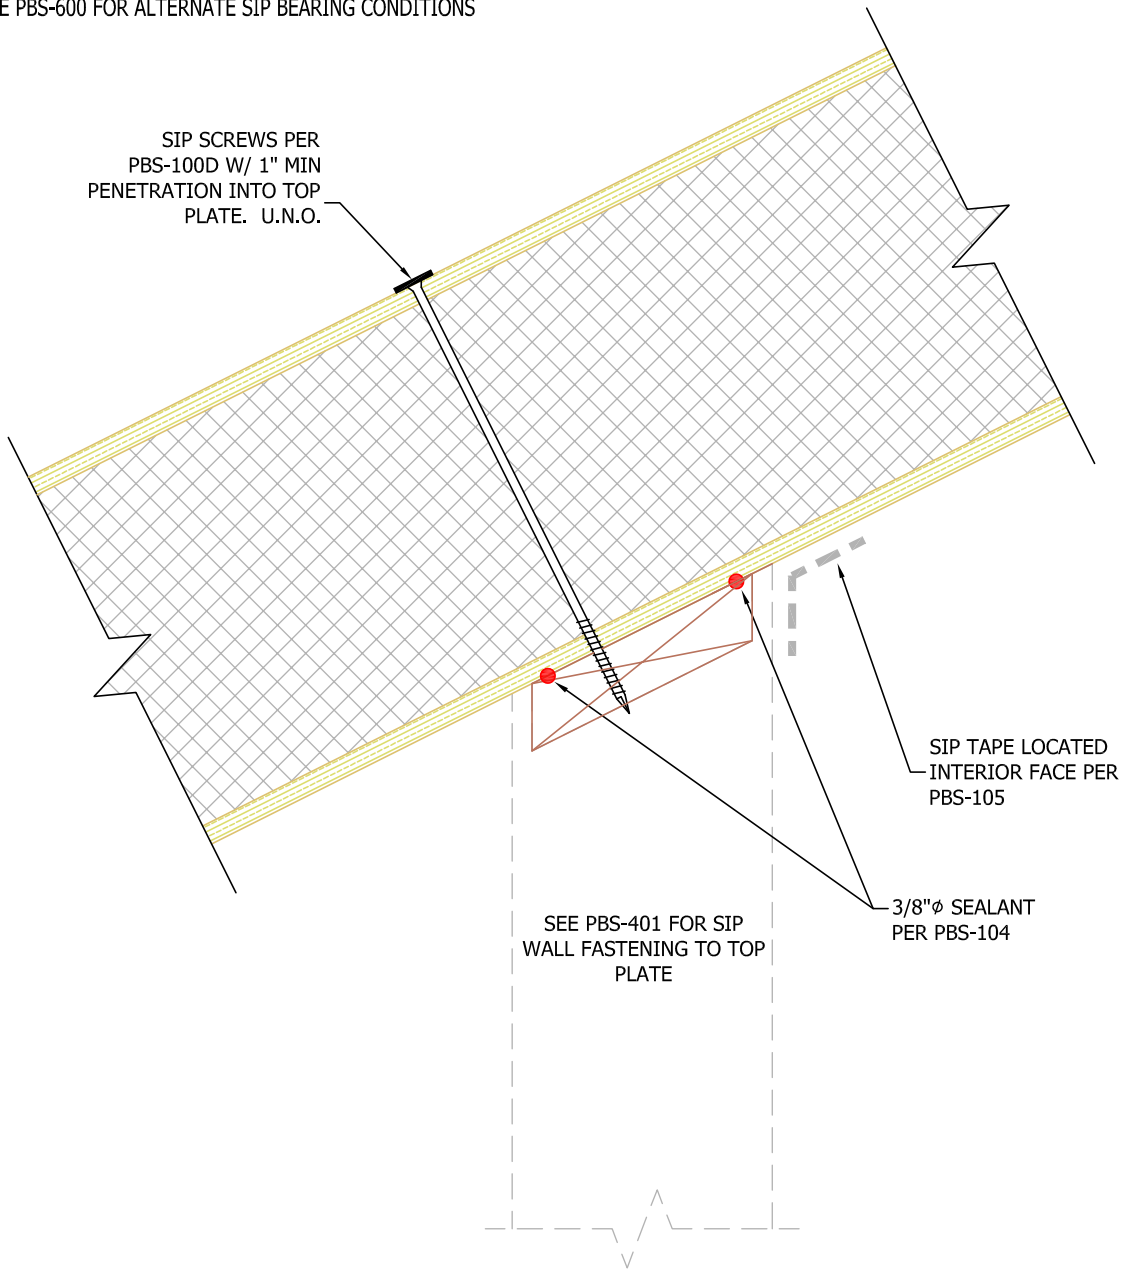 PBS-600 FOR ALTERNATE SIP BEARING CONDITIONS
SIP SCREWS PER
PBS-100D W/ 1" MIN
PENETRATION INTO TOP
PLATE. U.N.O.
SIP TAPE LOCATED
INTERIOR FACE PER
PBS-105
3/8"φ SEALANT
PER PBS-104
SEE PBS-401 FOR SIP
WALL FASTENING TO TOP
PLATE